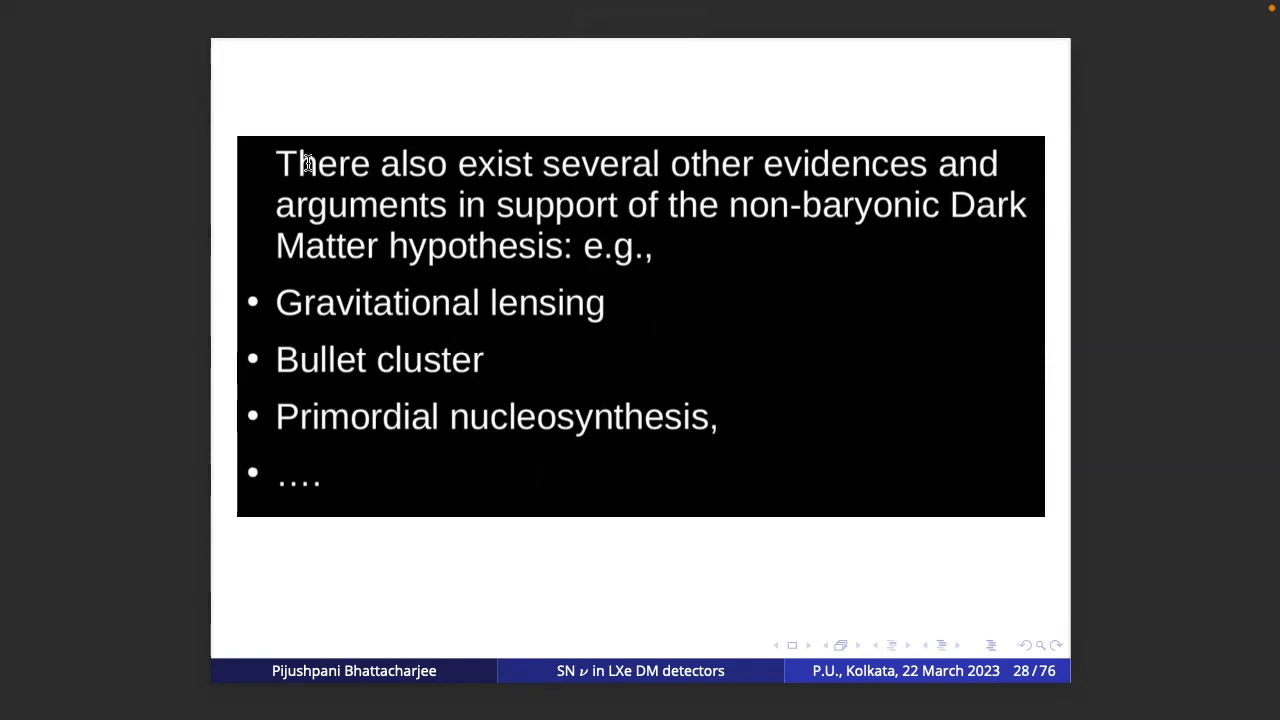 There also exist several other evidences and
arguments in support of the non-baryonic Dark
Matter hypothesis: e.g.,
• Gravitational lensing
• Bullet cluster
• Primordial nucleosynthesis,
• ....
Pijushpani Bhattacharjee
SN ν in LXe DM detectors
P.U., Kolkata, 22 March 2023 28 / 76